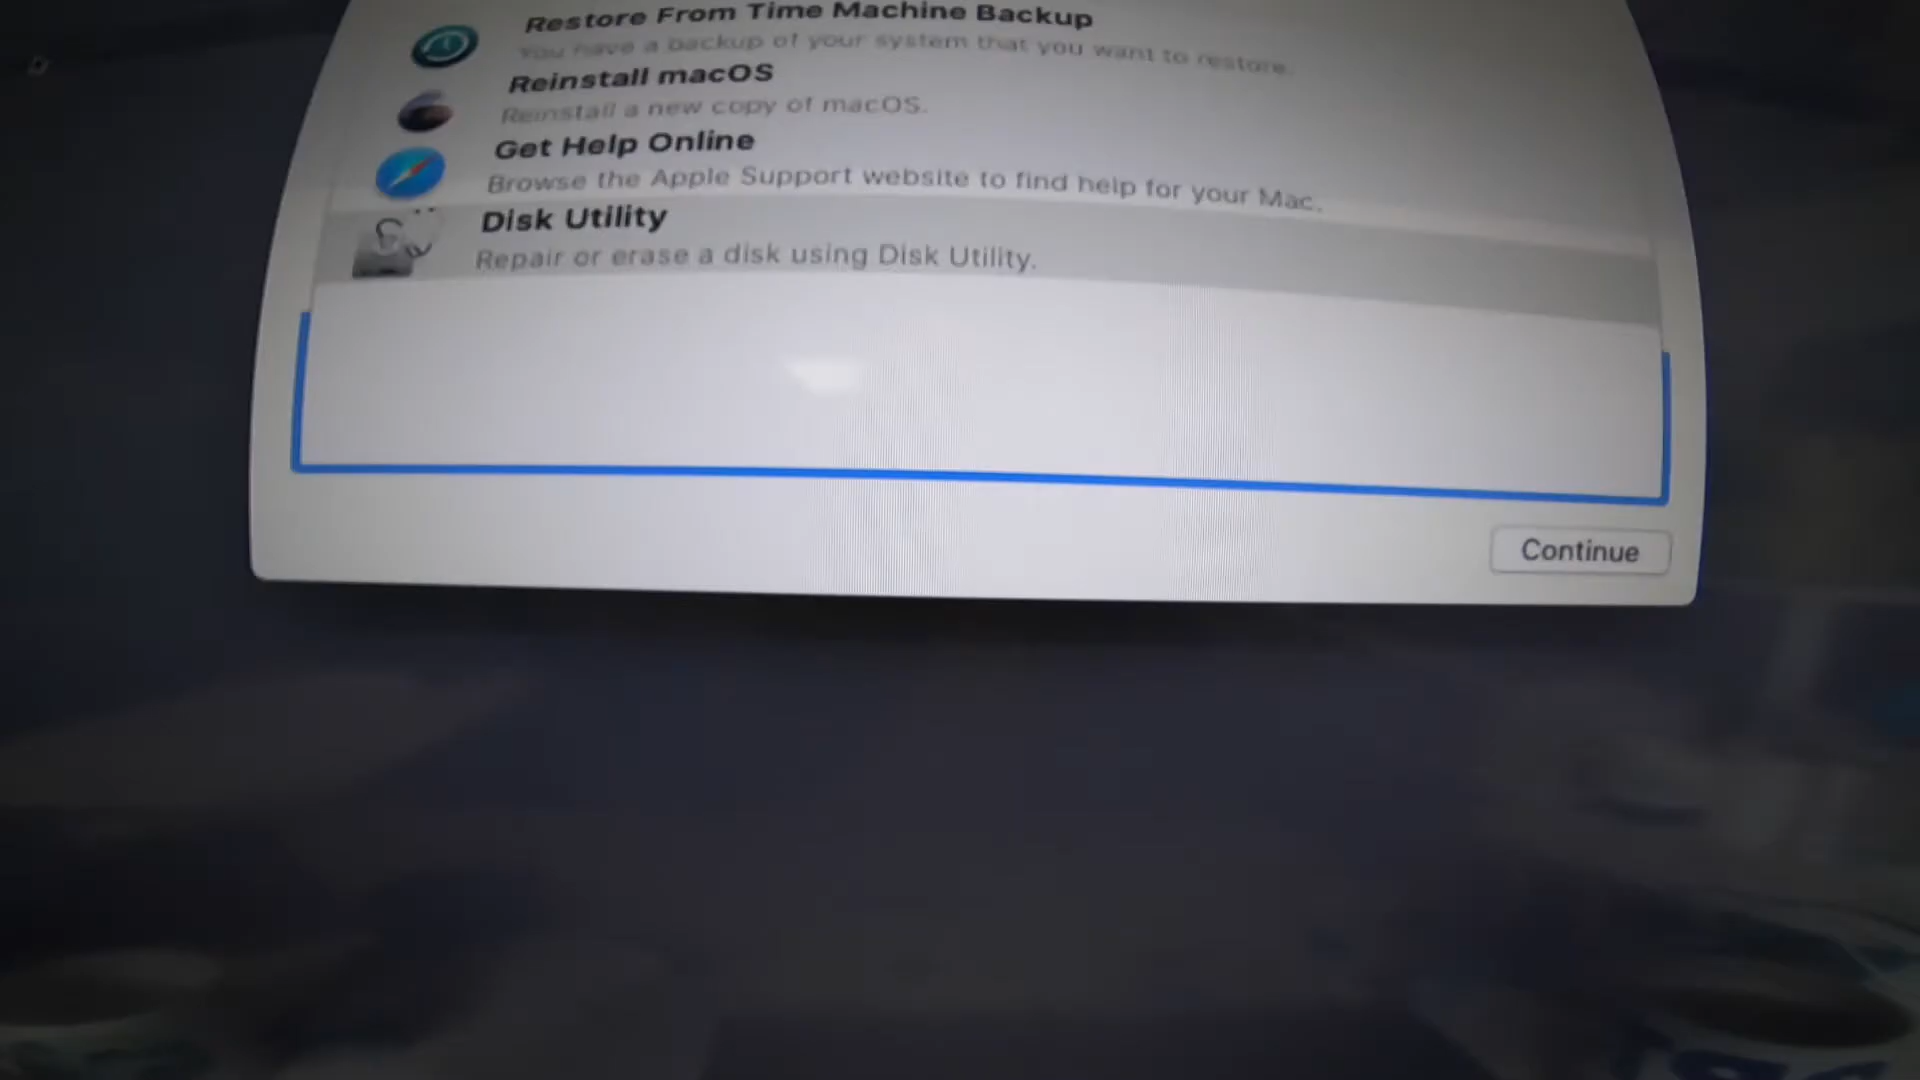 Restore From Time Machine Backup
You have a backup of your system that you want to restore.
Reinstall macOS
Reinstall a new copy of macOS.
Get Help Online
Browse the Apple Support website to find help for your Mac.
Disk Utility
Repair or erase a disk using Disk Utility.
Continue